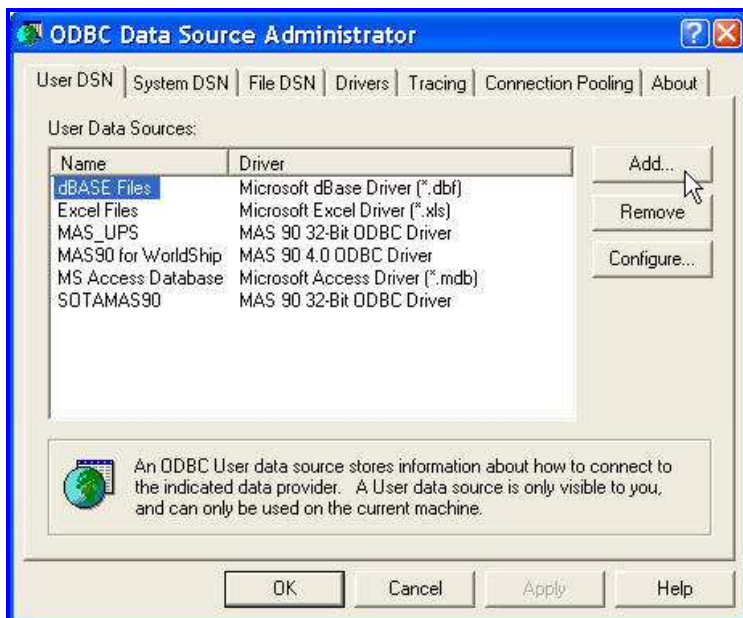 ODBC Data Source Administrator
User DSN System DSN File DSN Drivers Tracing Connection Pooling About
User Data Sources:
Name Driver
dBASE Files Microsoft dBase Driver (*.dbf)
Excel Files Microsoft Excel Driver (*.xls)
MAS_UPS MAS 90 32-Bit ODBC Driver
MAS90 for WorldShip MAS 90 4.0 ODBC Driver
MS Access Database Microsoft Access Driver (*.mdb)
SOTAMAS90 MAS 90 32-Bit ODBC Driver
Add...
Remove
Configure...
An ODBC User data source stores information about how to connect to
the indicated data provider. A User data source is only visible to you,
and can only be used on the current machine.
OK Cancel Apply Help